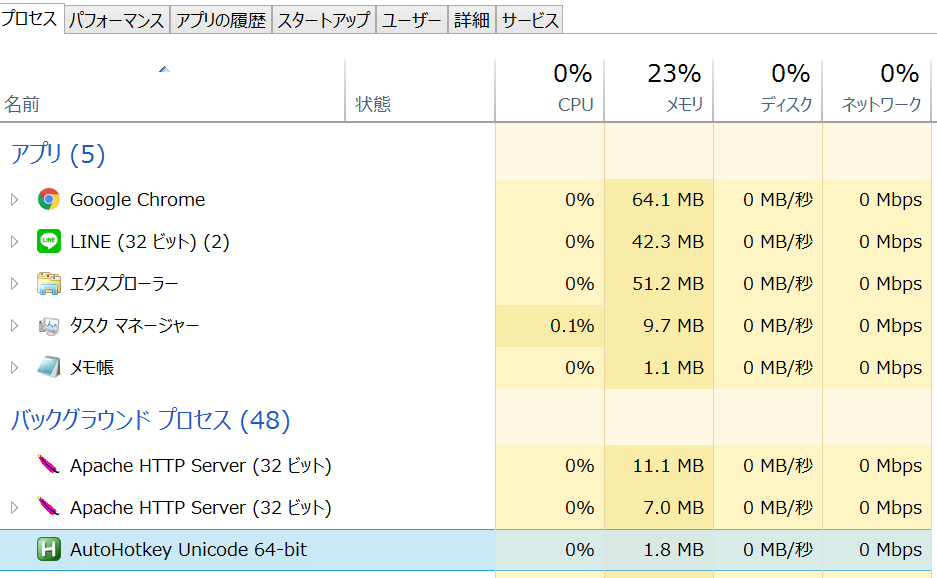 プロセス パフォーマンス アプリの履歴 スタートアップ ユーザー 詳細 サービス
0% 23% 0% 0%
名前 状態 CPU メモリ ディスク ネットワーク
アプリ (5)
Google Chrome 0% 64.1 MB 0 MB/秒 0 Mbps
LINE (32 ビット) (2) 0% 42.3 MB 0 MB/秒 0 Mbps
エクスプローラー 0% 51.2 MB 0 MB/秒 0 Mbps
タスク マネージャー 0.1% 9.7 MB 0 MB/秒 0 Mbps
メモ帳 0% 1.1 MB 0 MB/秒 0 Mbps
バックグラウンド プロセス (48)
Apache HTTP Server (32 ビット) 0% 11.1 MB 0 MB/秒 0 Mbps
Apache HTTP Server (32 ビット) 0% 7.0 MB 0 MB/秒 0 Mbps
AutoHotkey Unicode 64-bit 0% 1.8 MB 0 MB/秒 0 Mbps